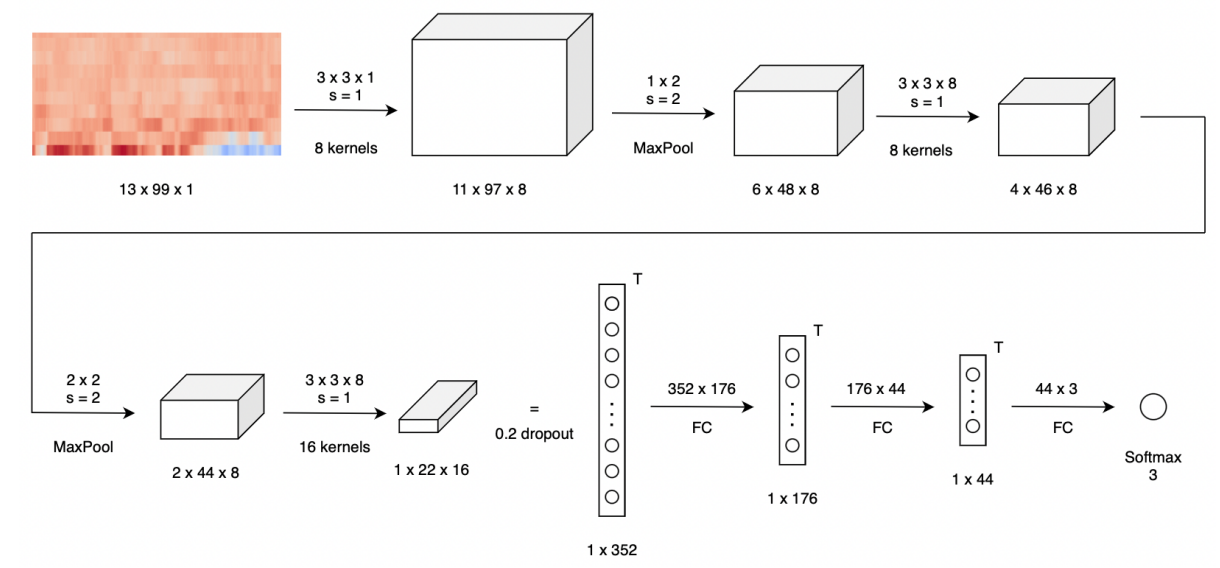 3 x 3 x 1
s = 1
8 kernels
1 x 2
s = 2
MaxPool
3 x 3 x 8
s = 1
8 kernels
13 x 99 x 1
11 x 97 x 8
6 x 48 x 8
4 x 46 x 8
2 x 2
s = 2
MaxPool
2 x 44 x 8
3 x 3 x 8
s = 1
16 kernels
1 x 22 x 16
=
0.2 dropout
T
1 x 352
352 x 176
FC
T
1 x 176
176 x 44
FC
T
1 x 44
44 x 3
FC
Softmax
3